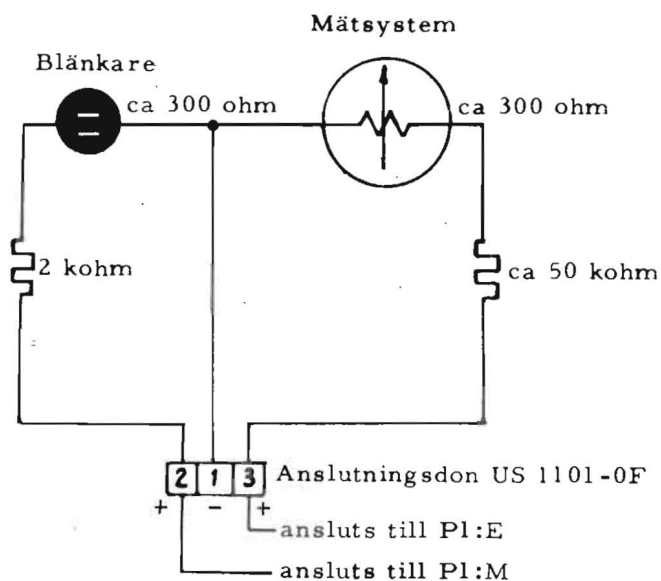 Mätsystem
Blänkare
ca 300 ohm
ca 300 ohm
2 kohm
ca 50 kohm
2 1 3 Anslutningsdon US 1101-0F
+ - +
ansluts till Pl:E
ansluts till Pl:M